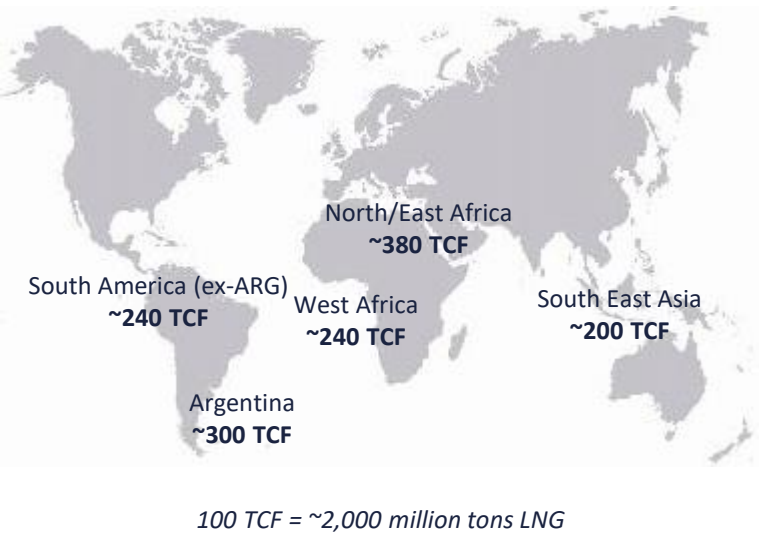 North/East Africa
~380 TCF
South America (ex-ARG)
~240 TCF
West Africa
~240 TCF
South East Asia
~200 TCF
Argentina
~300 TCF
100 TCF = ~2,000 million tons LNG